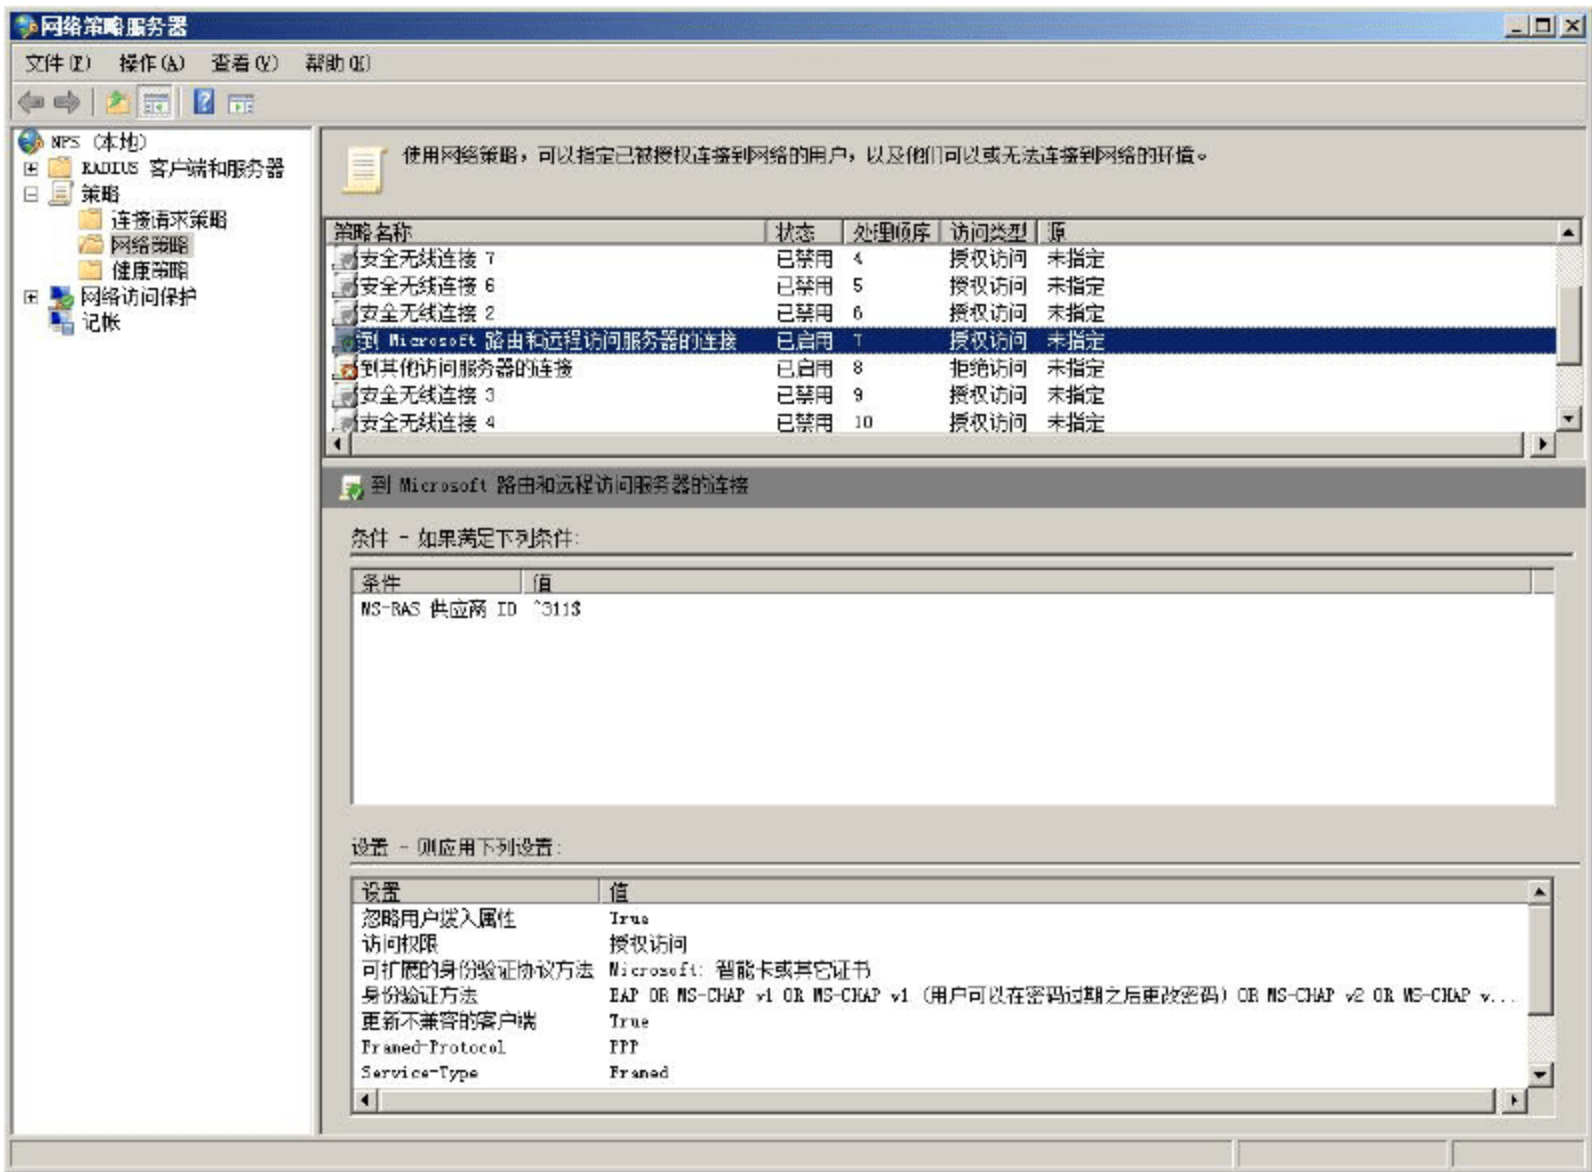 网络策略服务器
文件(F) 操作(A) 查看(V) 帮助(H)
NPS (本地)
RADIUS 客户端和服务器
策略
连接请求策略
网络策略
健康策略
网络访问保护
记帐
使用网络策略，可以指定已被授权连接到网络的用户，以及他们可以或无法连接到网络的环境。
策略名称 状态 处理顺序 访问类型 源
安全无线连接 7 已禁用 4 授权访问 未指定
安全无线连接 6 已禁用 5 授权访问 未指定
安全无线连接 2 已禁用 6 授权访问 未指定
到 Microsoft 路由和远程访问服务器的连接 已启用 7 授权访问 未指定
到其他访问服务器的连接 已启用 8 拒绝访问 未指定
安全无线连接 3 已禁用 9 授权访问 未指定
安全无线连接 4 已禁用 10 授权访问 未指定
到 Microsoft 路由和远程访问服务器的连接
条件 - 如果满足下列条件:
条件 值
MS-RAS 供应商 ID ^311$
设置 - 则应用下列设置:
设置 值
忽略用户拨入属性 True
访问权限 授权访问
可扩展的身份验证协议方法 Microsoft: 智能卡或其它证书
身份验证方法 EAP OR MS-CHAP v1 OR MS-CHAP v1 (用户可以在密码过期之后更改密码) OR MS-CHAP v2 OR MS-CHAP v...
更新不兼容的客户端 True
Framed-Protocol PPP
Service-Type Framed